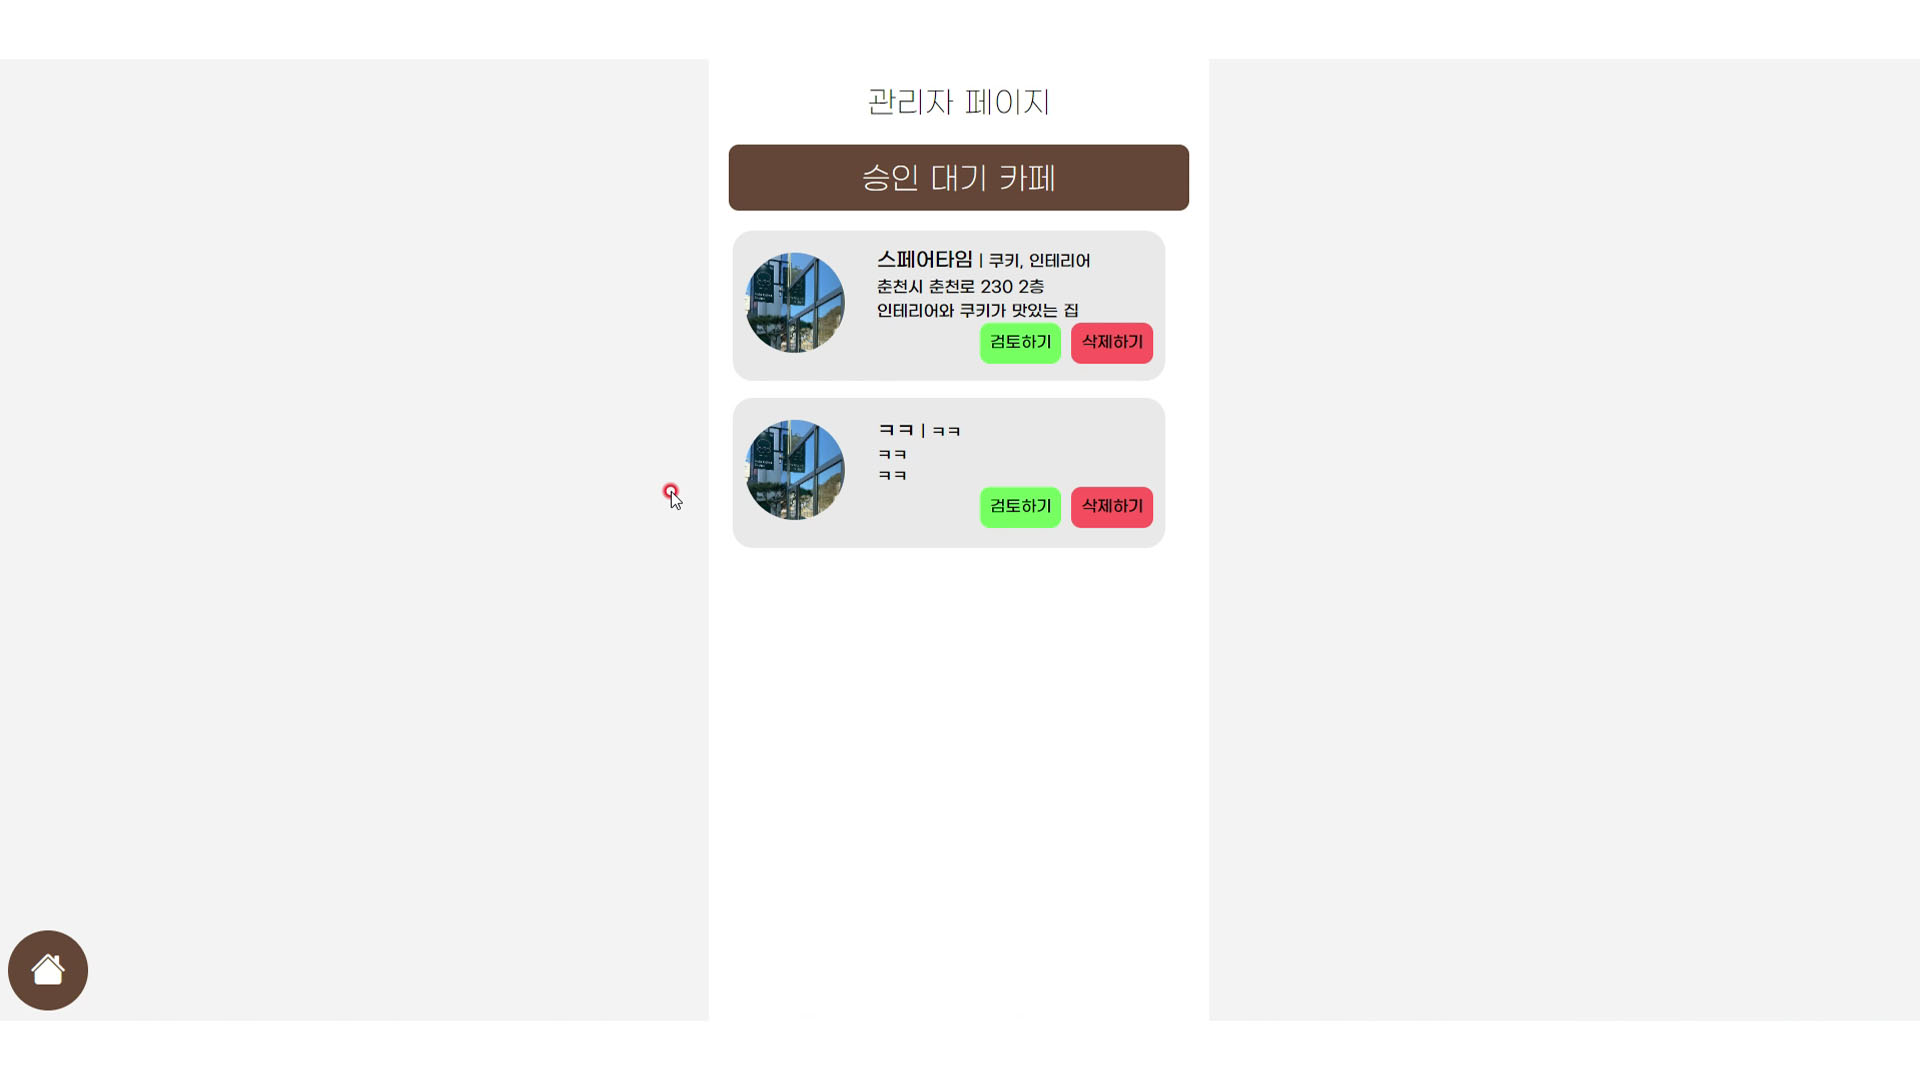 관리자 페이지
승인 대기 카페
스페어타임 | 쿠키, 인테리어
춘천시 춘천로 230 2층
인테리어와 쿠키가 맛있는 집
검토하기 삭제하기
ㅋㅋ | ㅋㅋ
ㅋㅋ
ㅋㅋ
검토하기 삭제하기